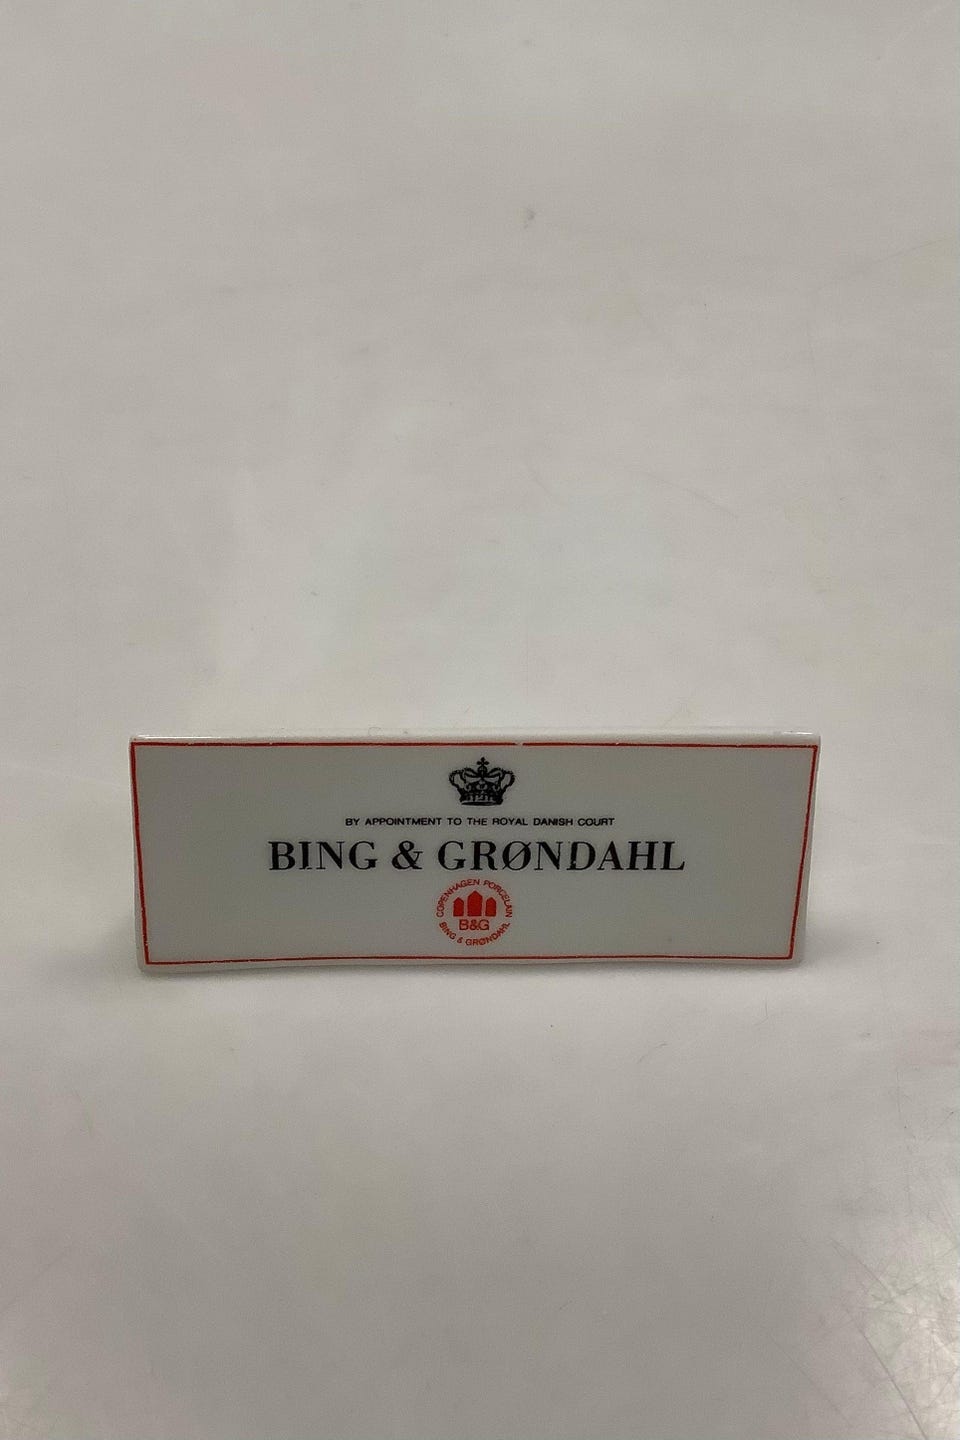 BY APPOINTMENT TO THE ROYAL DANISH COURT
BING & GRØNDAHL
COPENHAGEN PORCELAIN
B&G
BING & GRØNDAHL